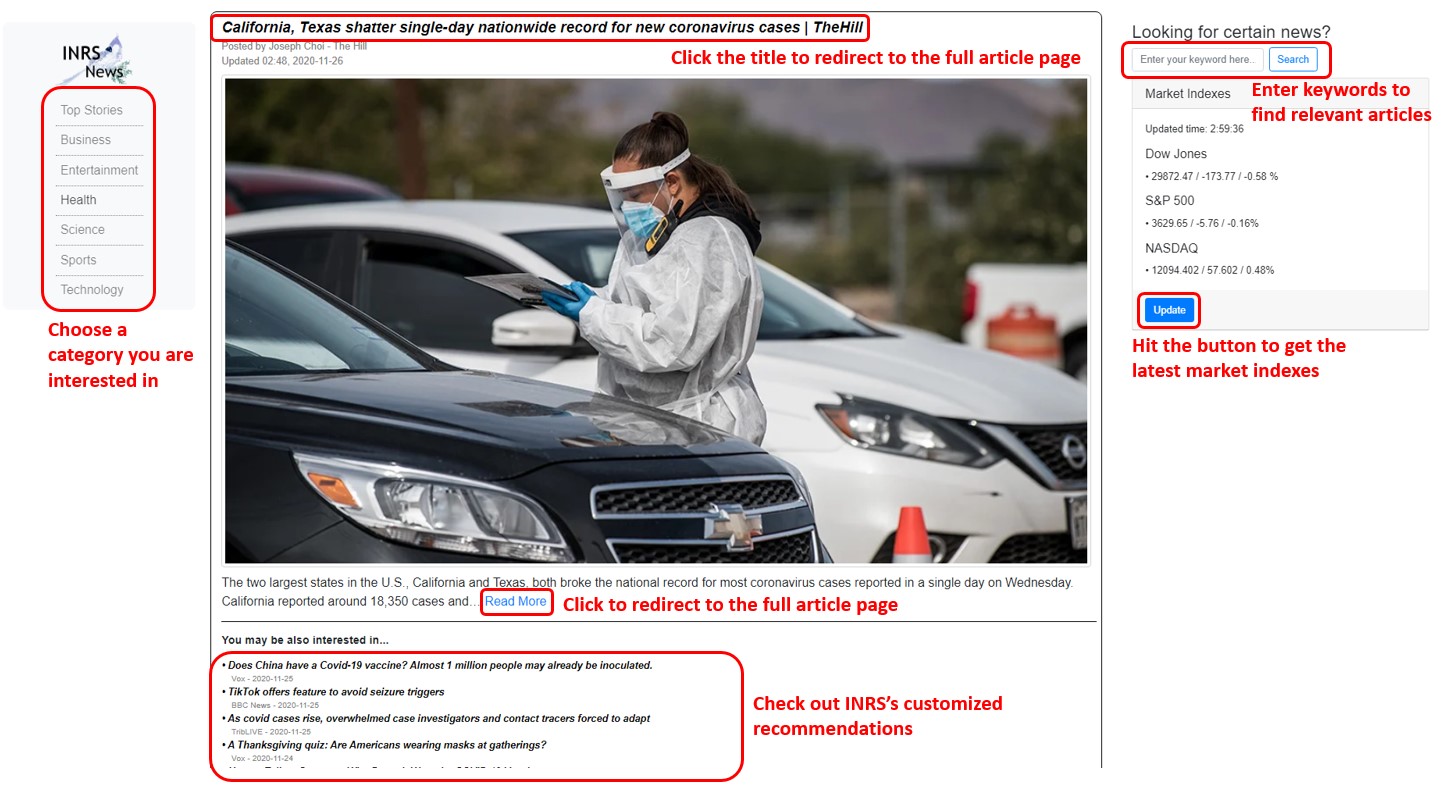 INRS
News
Top Stories
Business
Entertainment
Health
Science
Sports
Technology
Choose a
category you are
interested in
California, Texas shatter single-day nationwide record for new coronavirus cases | TheHill
Posted by Joseph Choi - The Hill
Updated 02:48, 2020-11-26
Click the title to redirect to the full article page
The two largest states in the U.S., California and Texas, both broke the national record for most coronavirus cases reported in a single day on Wednesday.
California reported around 18,350 cases and... Read More
Click to redirect to the full article page
You may be also interested in...
• Does China have a Covid-19 vaccine? Almost 1 million people may already be inoculated.
Vox - 2020-11-25
• TikTok offers feature to avoid seizure triggers
BBC News - 2020-11-25
• As covid cases rise, overwhelmed case investigators and contact tracers forced to adapt
TribLIVE - 2020-11-25
• A Thanksgiving quiz: Are Americans wearing masks at gatherings?
Vox - 2020-11-24
Check out INRS's customized
recommendations
Looking for certain news?
Enter your keyword here.. Search
Enter keywords to
find relevant articles
Market Indexes
Updated time: 2:59:36
Dow Jones
• 29872.47 / -173.77 / -0.58 %
S&P 500
• 3629.65 / -5.76 / -0.16%
NASDAQ
• 12094.402 / 57.602 / 0.48%
Update
Hit the button to get the
latest market indexes